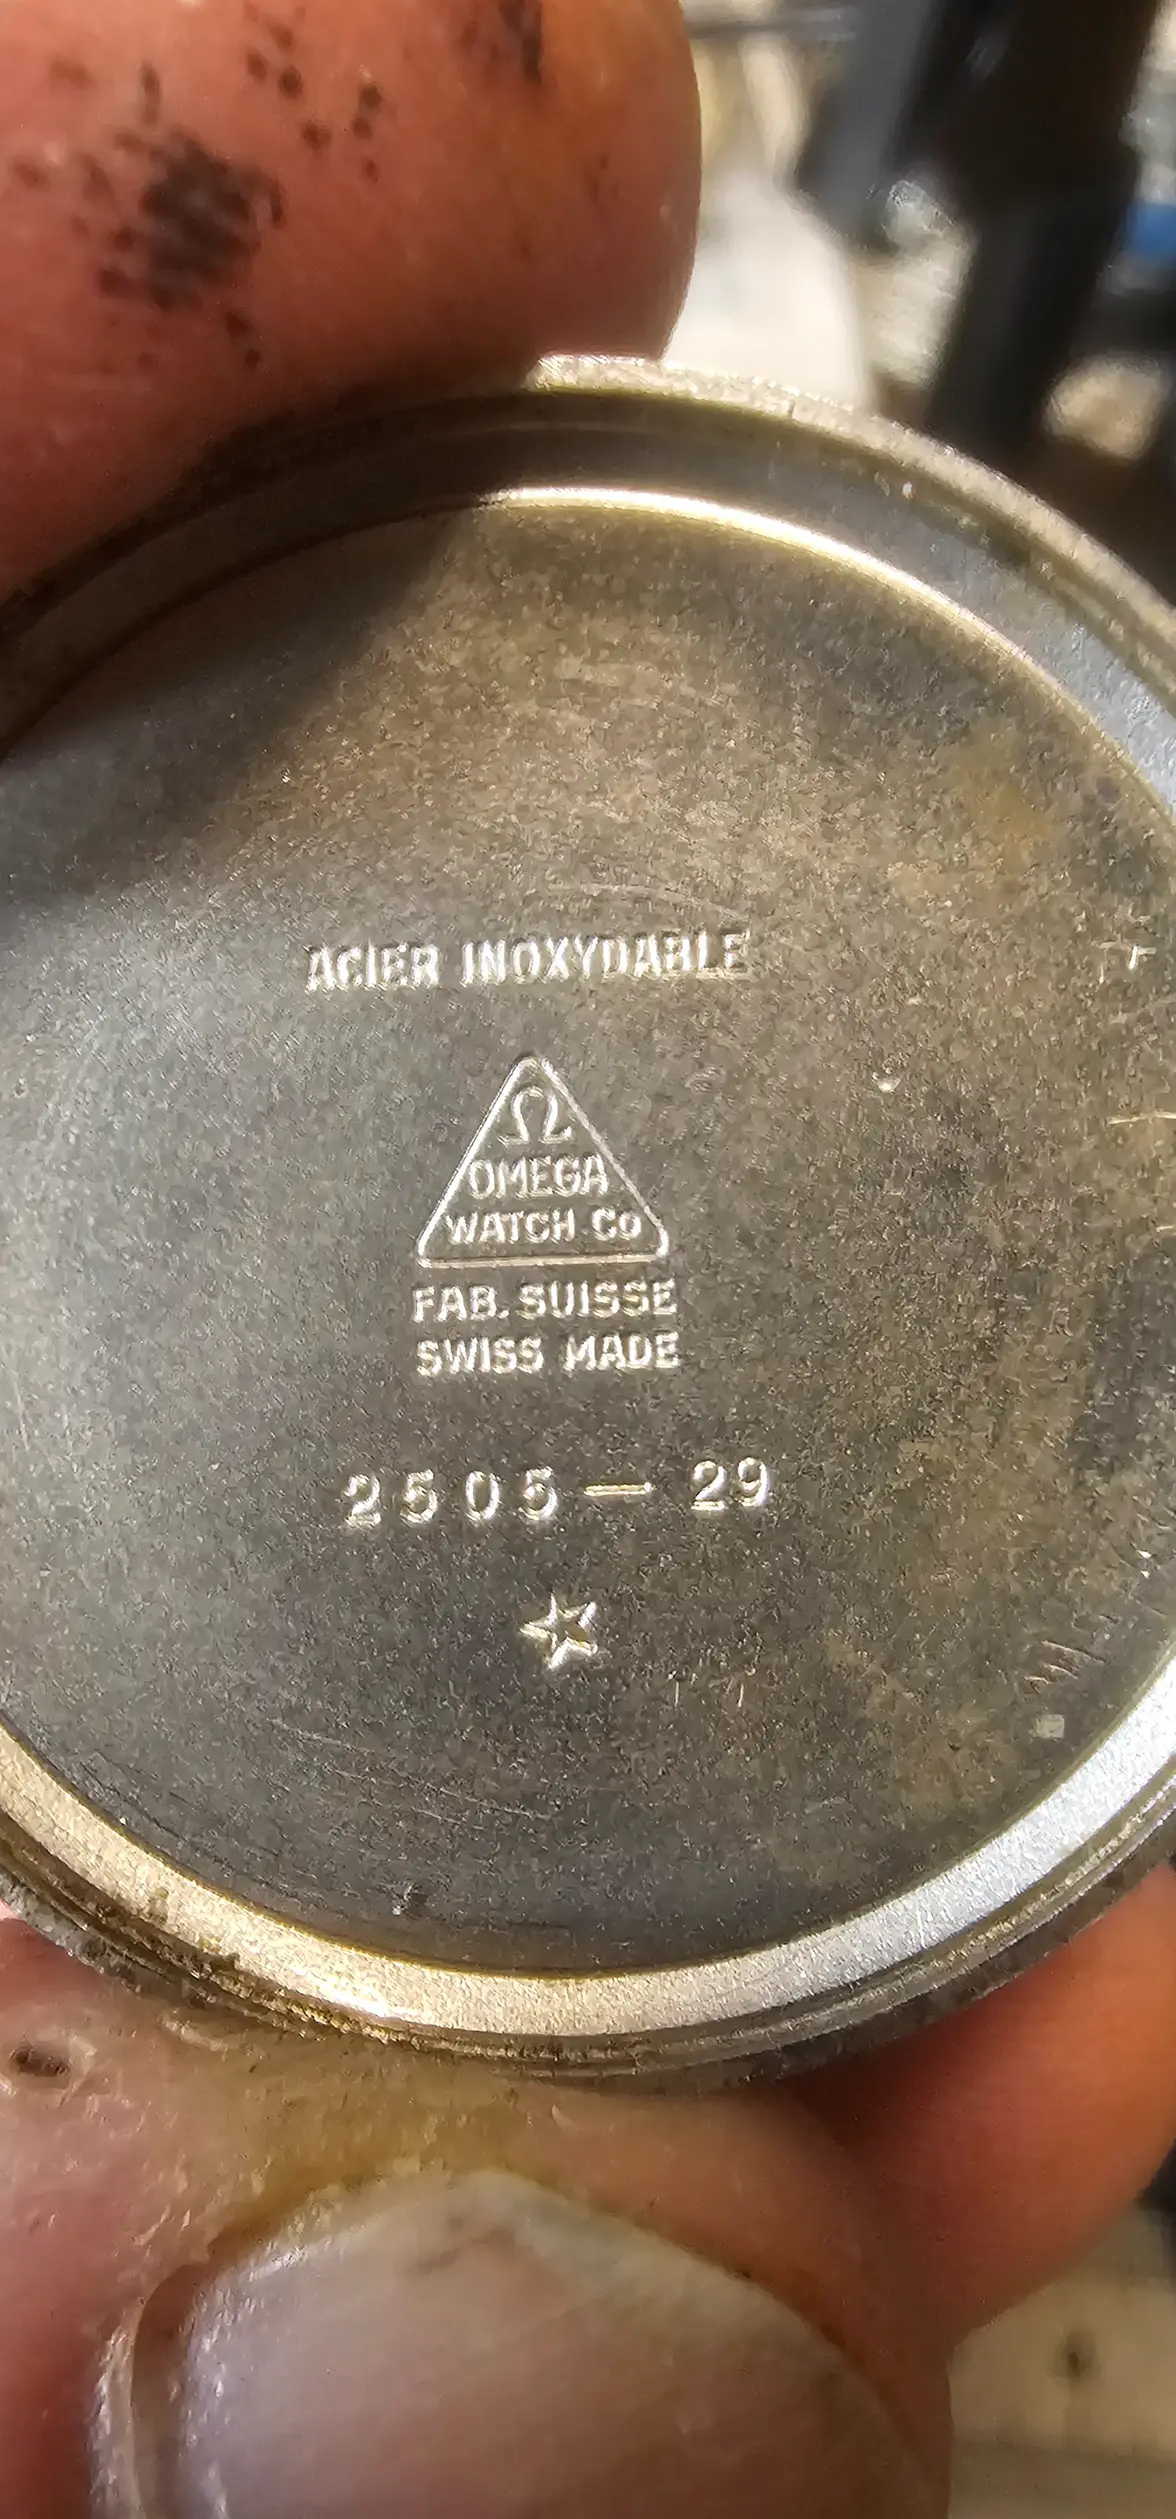 ACIER INOXYDABLE
Ω
OMEGA
WATCH Co
FAB. SUISSE
SWISS MADE
2505 — 29